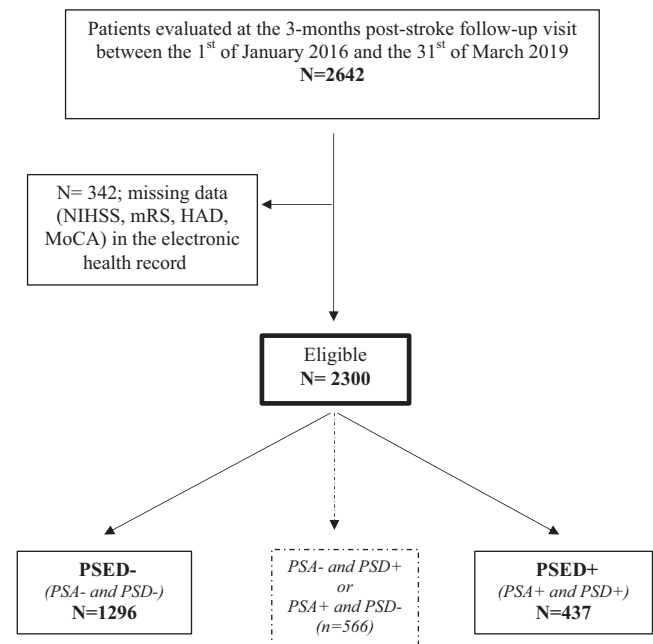 Patients evaluated at the 3-months post-stroke follow-up visit
between the 1st of January 2016 and the 31st of March 2019
N=2642
N= 342; missing data
(NIHSS, mRS, HAD,
MoCA) in the electronic
health record
Eligible
N= 2300
PSED-
(PSA- and PSD-)
N=1296
PSA- and PSD+
or
PSA+ and PSD-
(n=566)
PSED+
(PSA+ and PSD+)
N=437